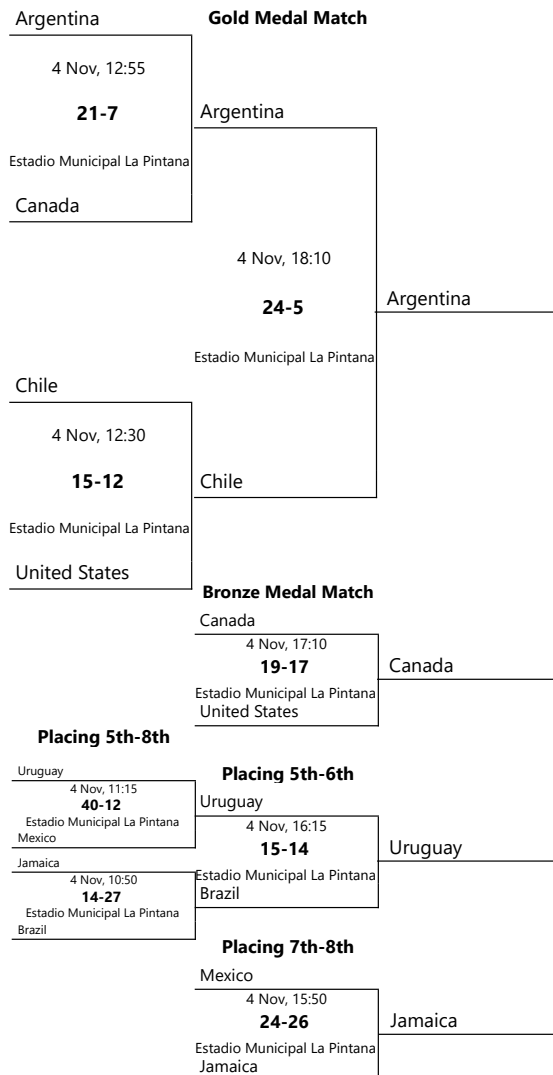 Argentina
Gold Medal Match
4 Nov, 12:55
21-7
Argentina
Estadio Municipal La Pintana
Canada
4 Nov, 18:10
24-5
Argentina
Estadio Municipal La Pintana
Chile
4 Nov, 12:30
15-12
Chile
Estadio Municipal La Pintana
United States
Bronze Medal Match
Canada
4 Nov, 17:10
19-17
Canada
Estadio Municipal La Pintana
United States
Placing 5th-8th
Uruguay
4 Nov, 11:15
40-12
Estadio Municipal La Pintana
Mexico
Jamaica
4 Nov, 10:50
14-27
Estadio Municipal La Pintana
Brazil
Placing 5th-6th
Uruguay
4 Nov, 16:15
15-14
Uruguay
Estadio Municipal La Pintana
Brazil
Placing 7th-8th
Mexico
4 Nov, 15:50
24-26
Jamaica
Estadio Municipal La Pintana
Jamaica